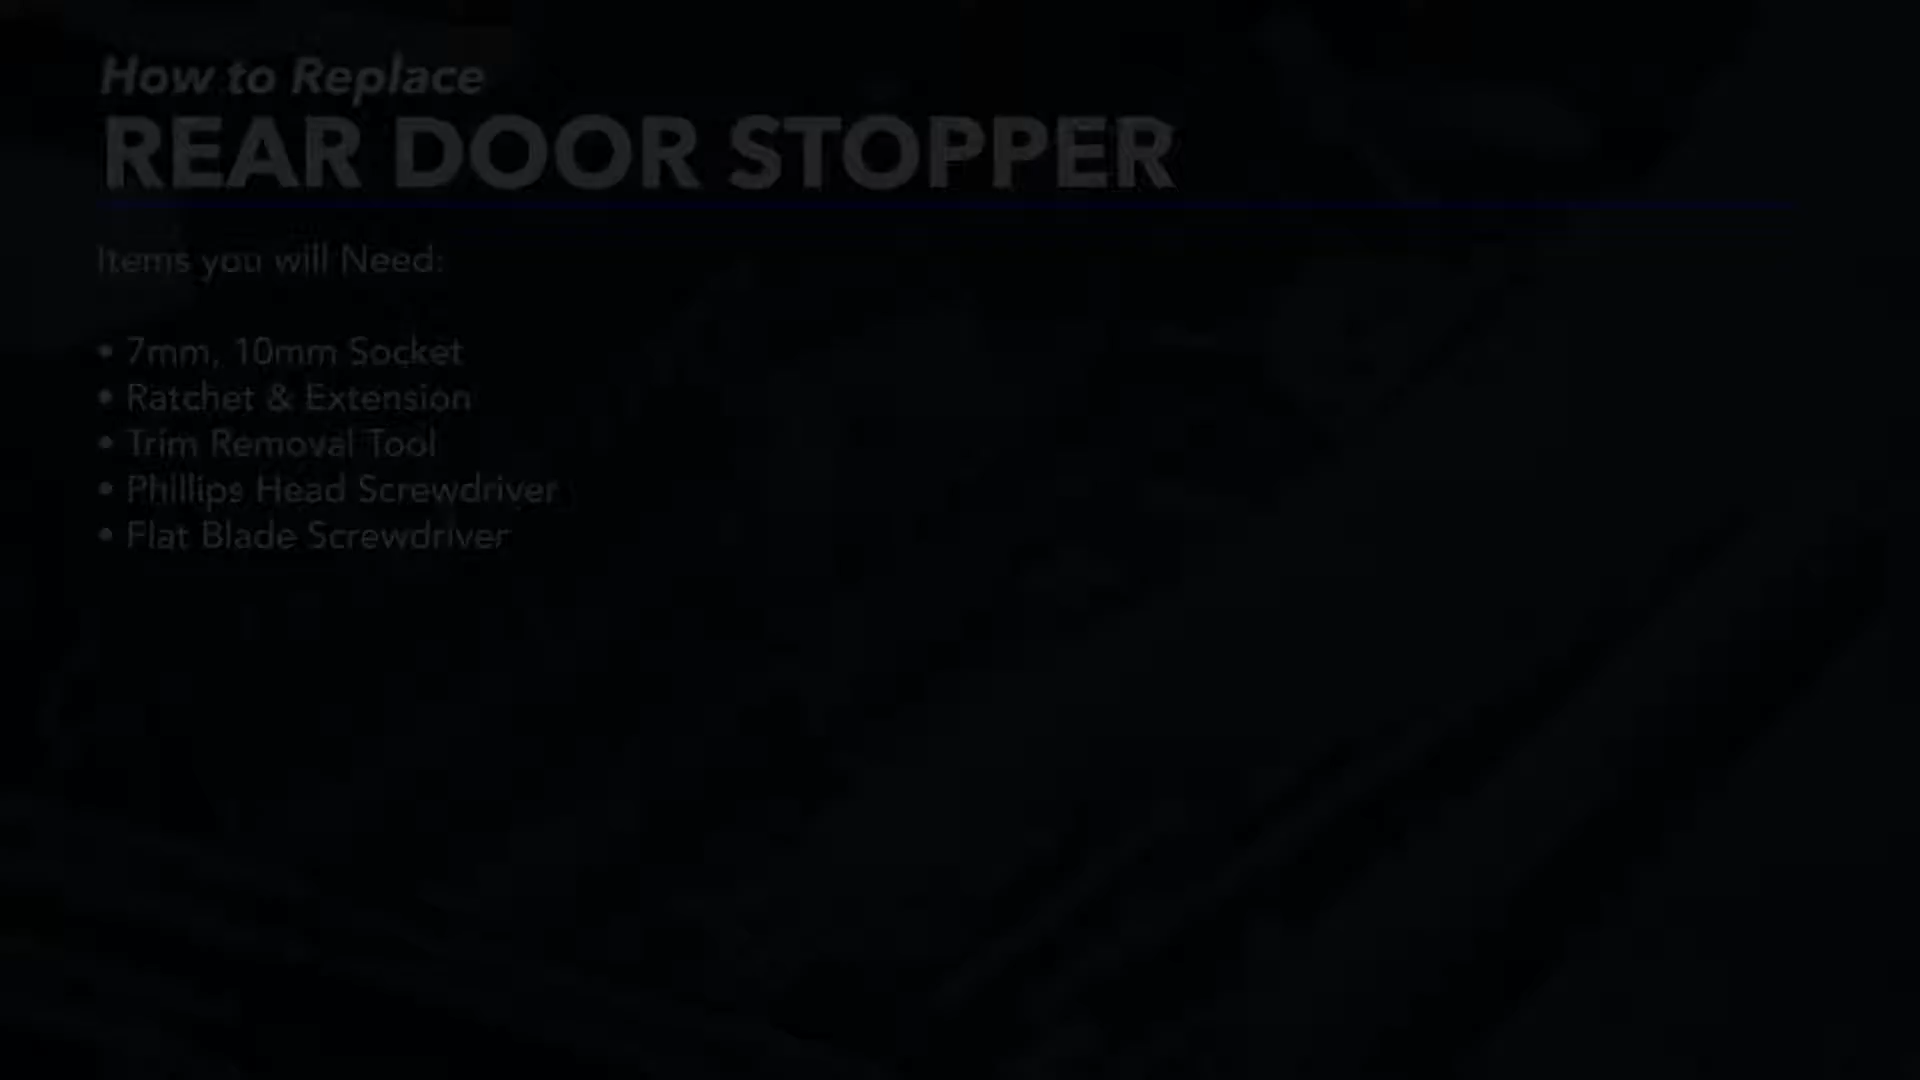 How to Replace
REAR DOOR STOPPER
Items you will Need:
• 7mm, 10mm Socket
• Ratchet & Extension
• Trim Removal Tool
• Phillips Head Screwdriver
• Flat Blade Screwdriver